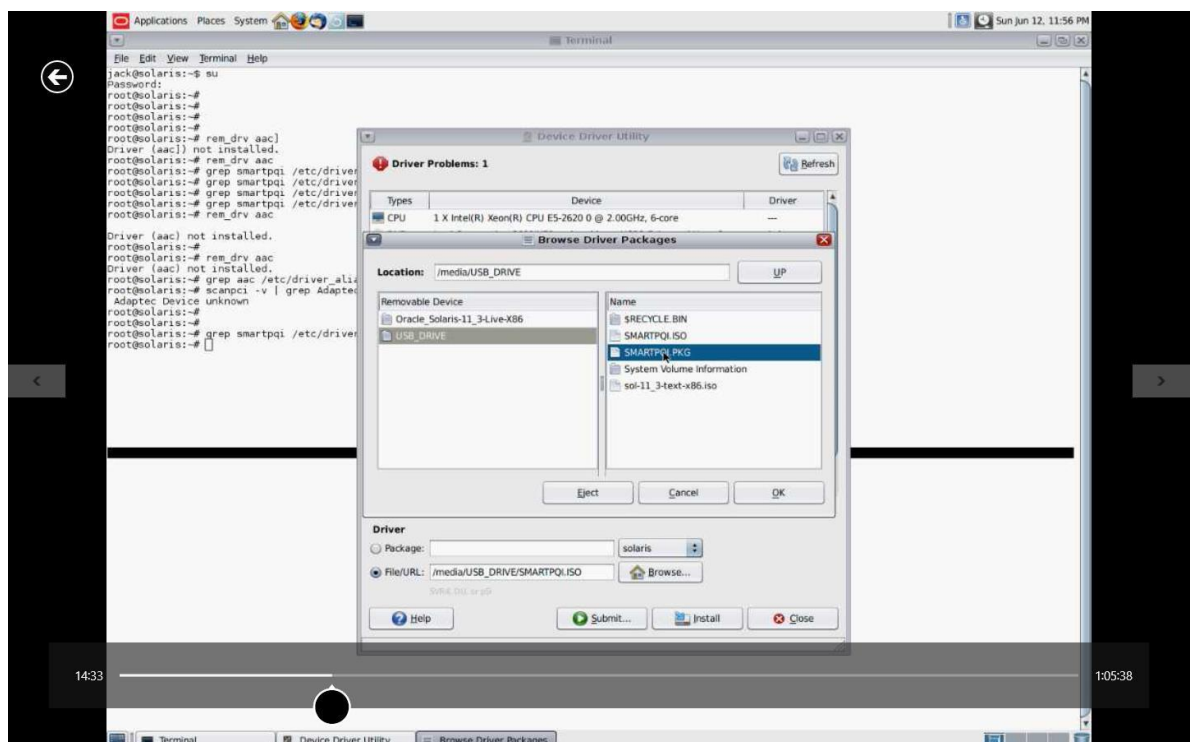 Applications Places System
Sun Jun 12, 11:56 PM
Terminal
File Edit View Terminal Help
jack@solaris:~$ su
Password:
root@solaris:~#
root@solaris:~#
root@solaris:~#
root@solaris:~#
root@solaris:~# rem_drv aac]
Driver (aac]) not installed.
root@solaris:~# rem_drv aac
root@solaris:~# grep smartpqi /etc/driver
root@solaris:~# grep smartpqi /etc/driver
root@solaris:~# grep smartpqi /etc/driver
root@solaris:~# grep smartpqi /etc/driver
root@solaris:~# rem_drv aac
Driver (aac) not installed.
root@solaris:~#
root@solaris:~# rem_drv aac
Driver (aac) not installed.
root@solaris:~# grep aac /etc/driver_alia
root@solaris:~# scanpci -v | grep Adaptec
Adaptec Device unknown
root@solaris:~#
root@solaris:~#
root@solaris:~# grep smartpqi /etc/driver
root@solaris:~#
Device Driver Utility
Driver Problems: 1
Refresh
Types Device Driver
CPU 1 X Intel(R) Xeon(R) CPU E5-2620 0 @ 2.00GHz, 6-core ---
Browse Driver Packages
Location: /media/USB_DRIVE UP
Removable Device
Oracle_Solaris-11_3-Live-X86
USB_DRIVE
Name
$RECYCLE.BIN
SMARTPQI.ISO
SMARTPQI.PKG
System Volume Information
sol-11_3-text-x86.iso
Eject Cancel OK
Driver
Package: solaris
File/URL: /media/USB_DRIVE/SMARTPQI.ISO Browse...
Help Submit... Install Close
14:33
1:05:38
Terminal Device Driver Utility Browse Driver Packages